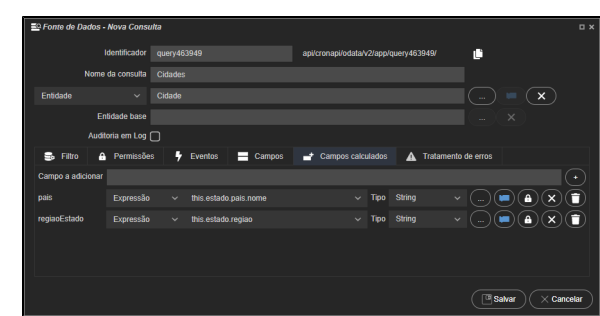 Fonte de Dados - Nova Consulta
Identificador query463949 api/cronapi/odata/v2/app/query463949/
Nome da consulta Cidades
Entidade Cidade ...
Entidade base ...
Auditoria em Log
Filtro Permissões Eventos Campos Campos calculados Tratamento de erros
Campo a adicionar
pais Expressão this.estado.pais.nome Tipo String ...
regiaoEstado Expressão this.estado.regiao Tipo String ...
Salvar Cancelar